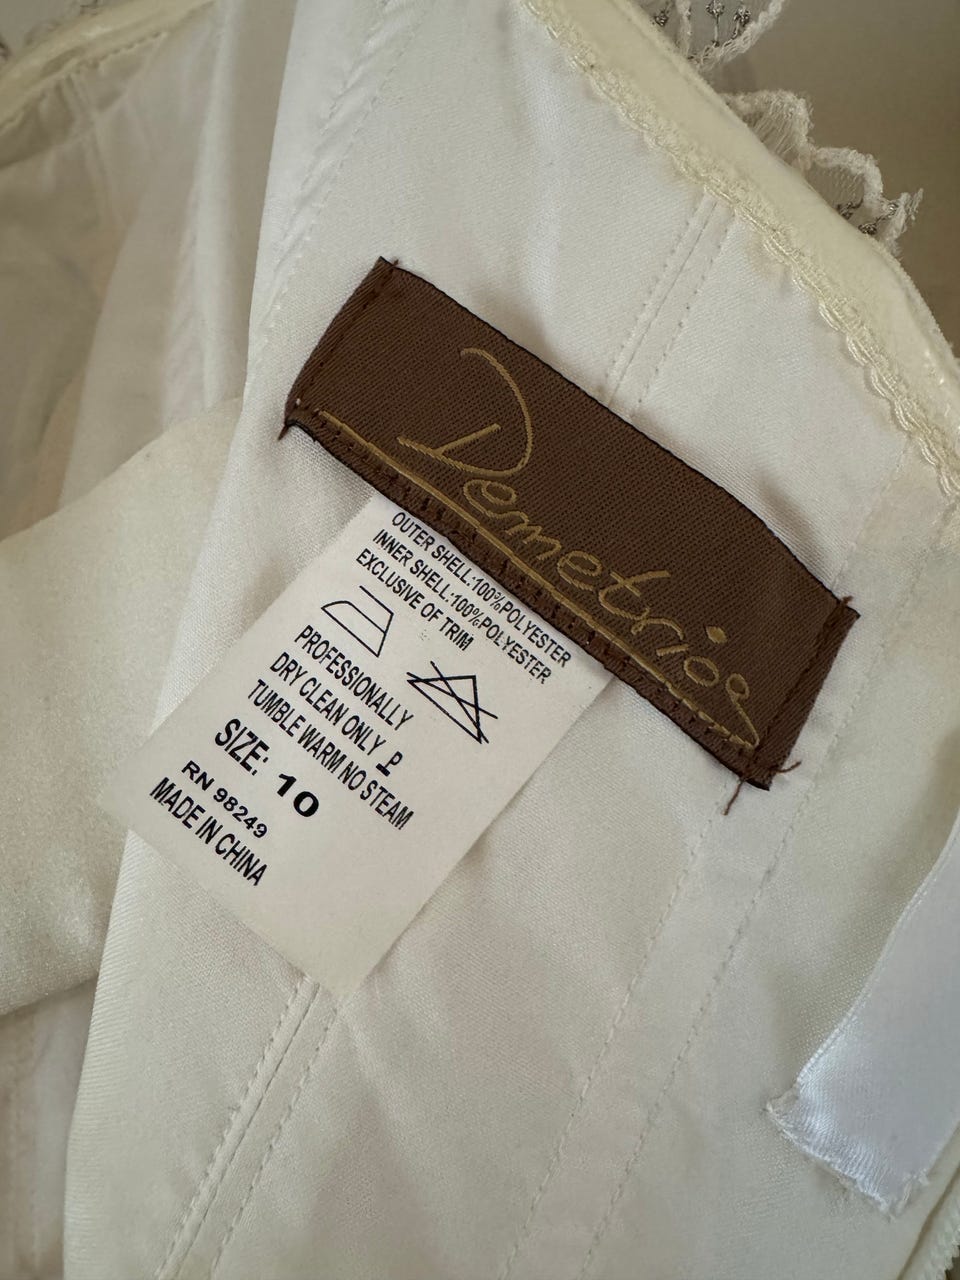 Demetrios
OUTER SHELL:100%POLYESTER
INNER SHELL:100%POLYESTER
EXCLUSIVE OF TRIM
PROFESSIONALLY
DRY CLEAN ONLY P
TUMBLE WARM NO STEAM
SIZE: 10
RN 98249
MADE IN CHINA